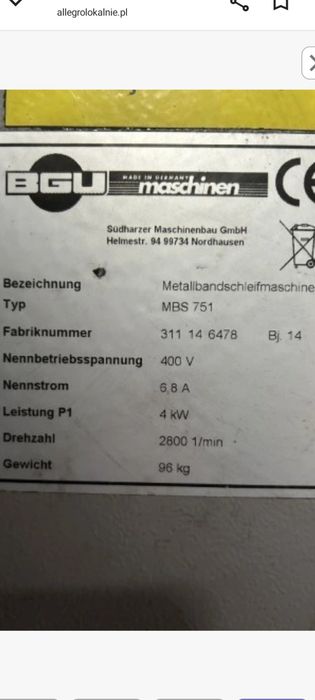 allegrolokalnie.pl
BGU
MADE IN GERMANY
maschinen
CE
Südharzer Maschinenbau GmbH
Helmestr. 94 99734 Nordhausen
Bezeichnung Metallbandschleifmaschine
Typ MBS 751
Fabriknummer 311 14 6478 Bj. 14
Nennbetriebsspannung 400 V
Nennstrom 6,8 A
Leistung P1 4 kW
Drehzahl 2800 1/min
Gewicht 96 kg